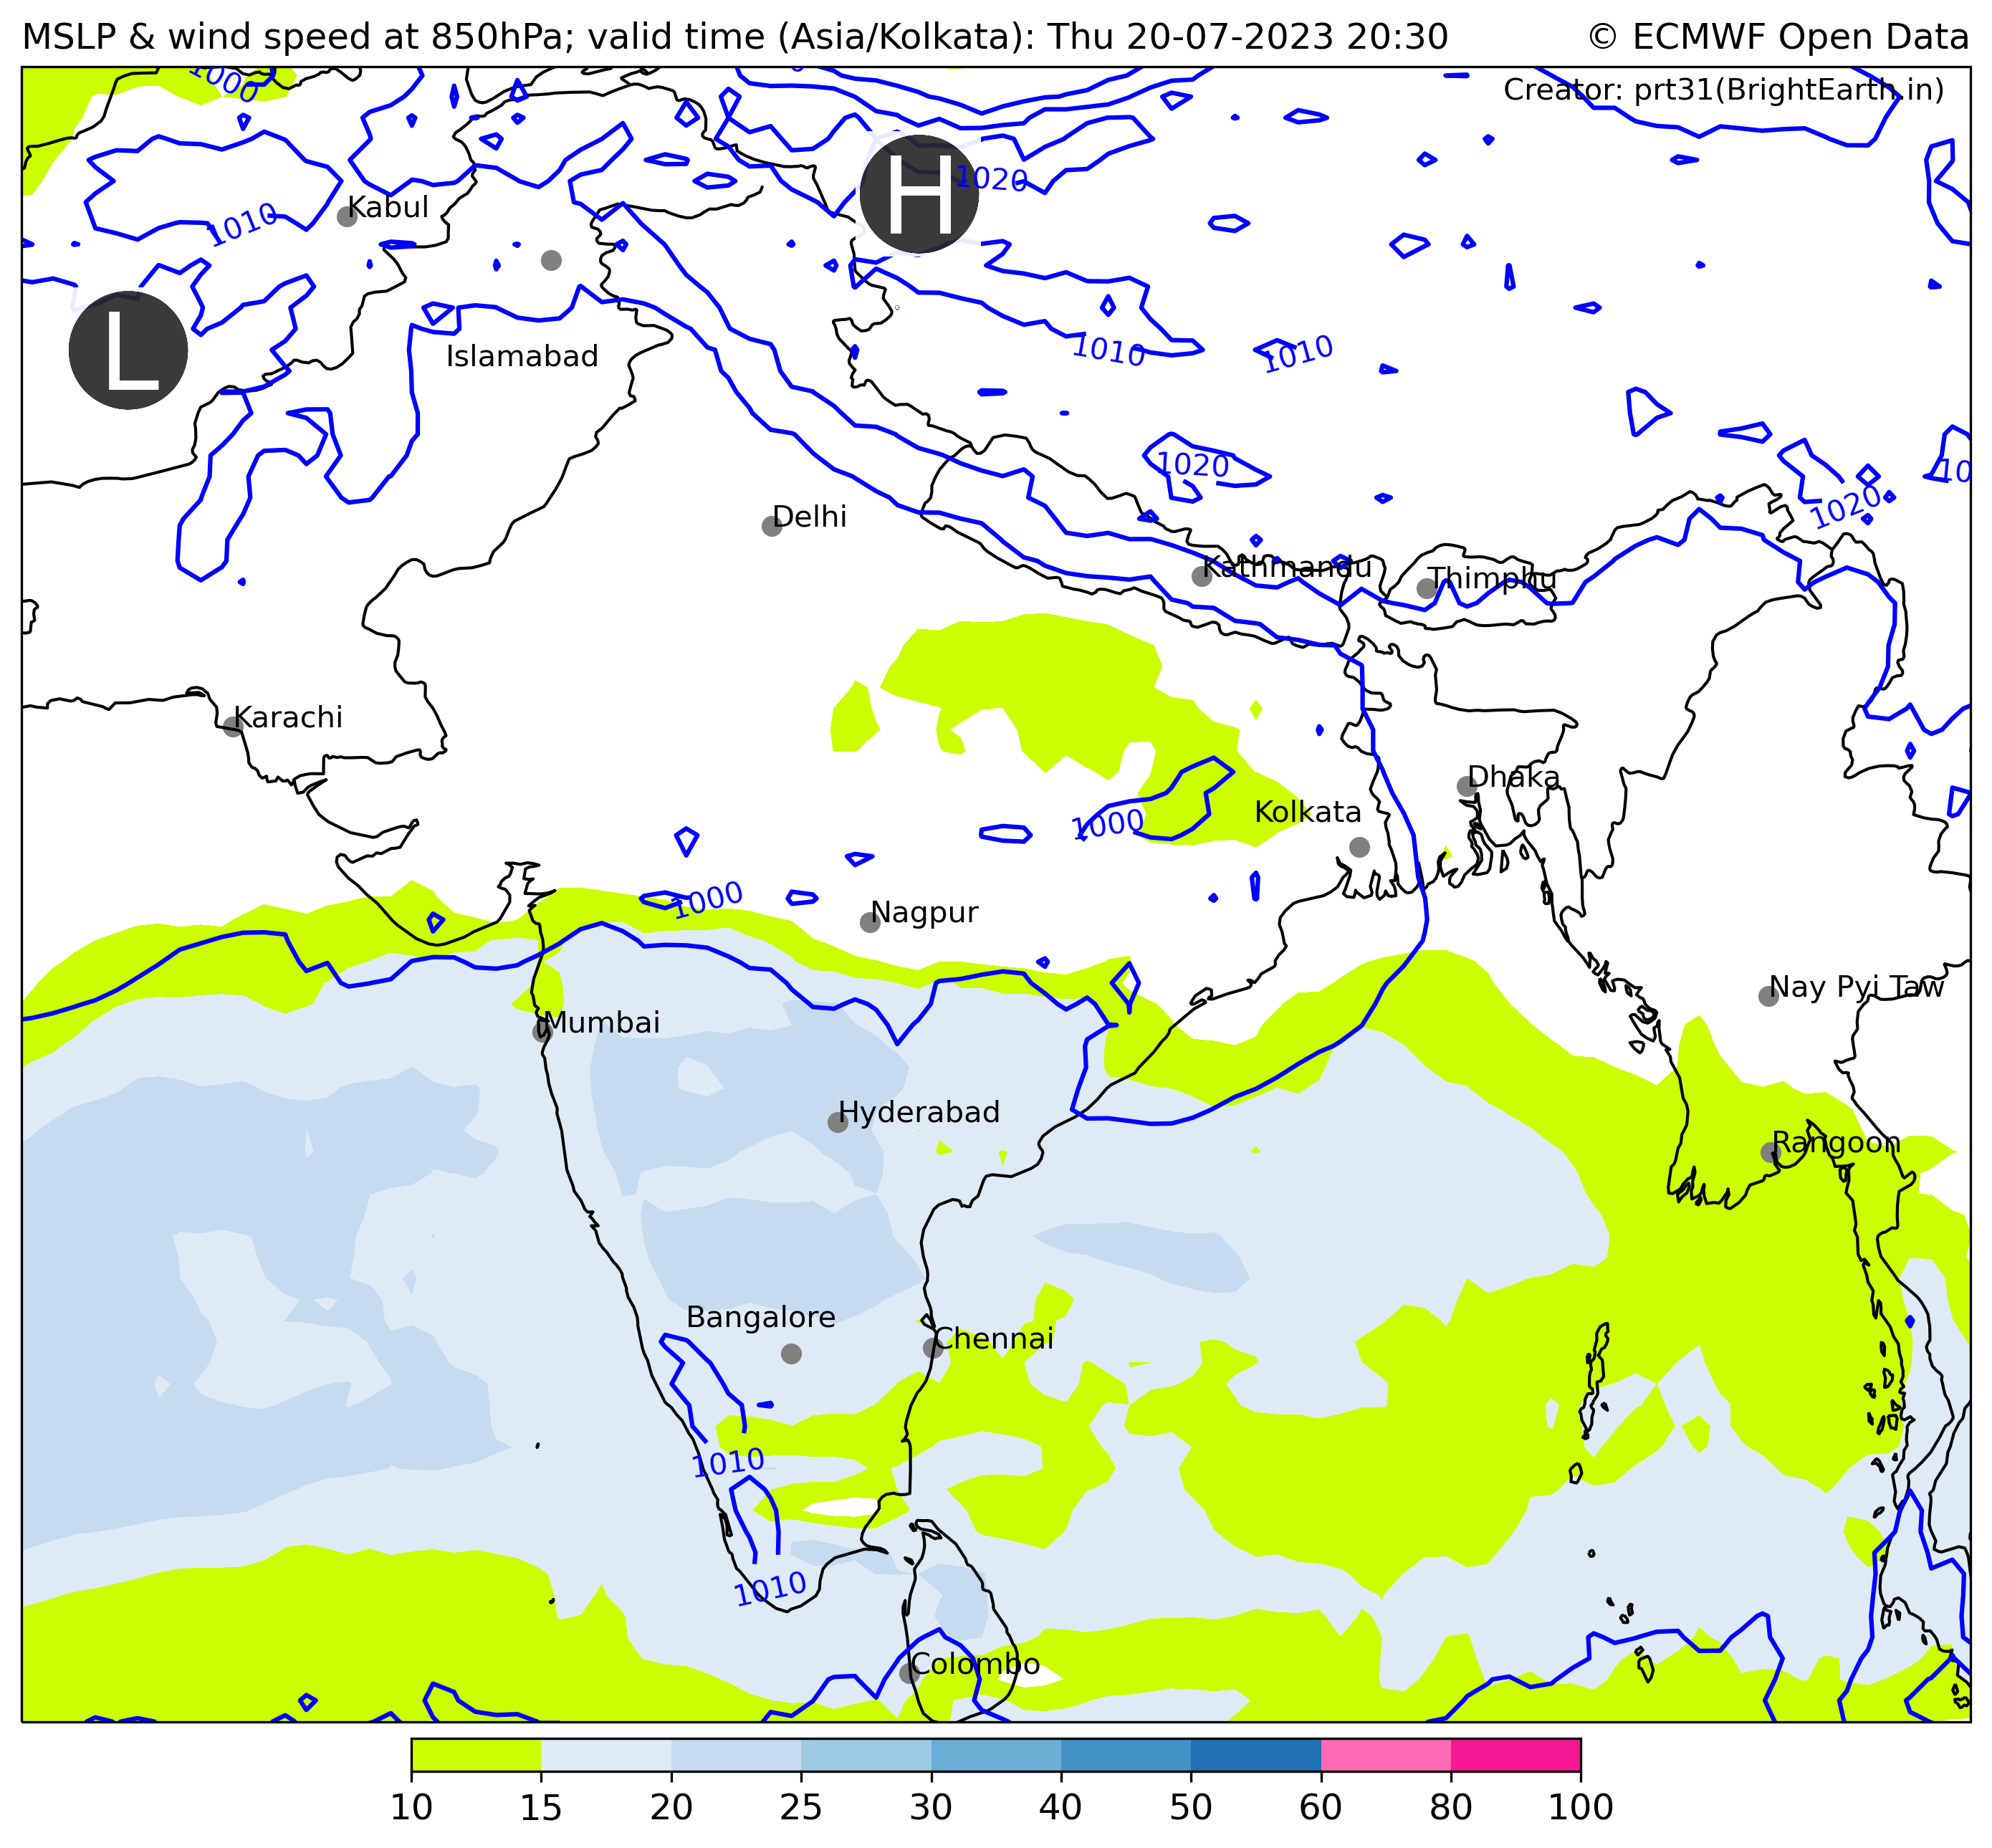 MSLP & wind speed at 850hPa; valid time (Asia/Kolkata): Thu 20-07-2023 20:30 © ECMWF Open Data
Creator: prt31(BrightEarth.in)
1000
H
1020
Kabul
1010
L
Islamabad
1010
1010
1020
10
1020
Delhi
Kathmandu
Thimphu
Karachi
Dhaka
Kolkata
1000
1000
Nagpur
Nay Pyi Taw
Mumbai
Hyderabad
Rangoon
Bangalore
Chennai
1010
1010
Colombo
10 15 20 25 30 40 50 60 80 100